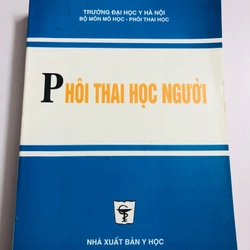 TRƯỜNG ĐẠI HỌC Y HÀ NỘI
BỘ MÔN MÔ HỌC - PHÔI THAI HỌC
PHÔI THAI HỌC NGƯỜI
NHÀ XUẤT BẢN Y HỌC